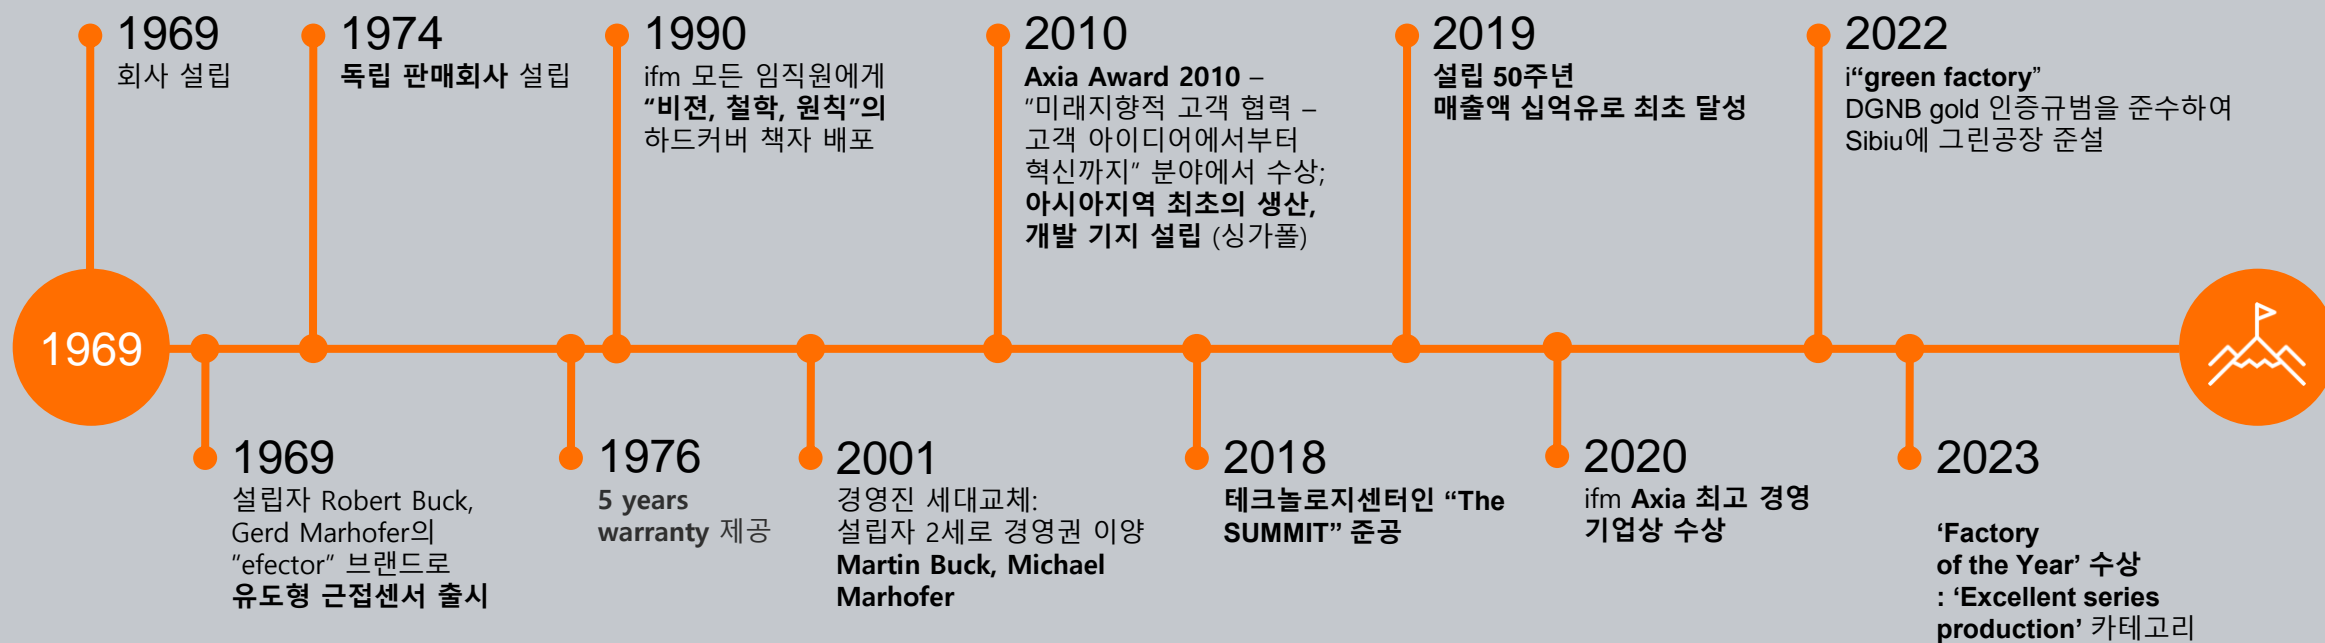 1969
회사 설립
1974
독립 판매회사 설립
1990
ifm 모든 임직원에게
“비젼, 철학, 원칙”의
하드커버 책자 배포
2010
Axia Award 2010 –
“미래지향적 고객 협력 –
고객 아이디어에서부터
혁신까지” 분야에서 수상;
아시아지역 최초의 생산,
개발 기지 설립 (싱가폴)
2019
설립 50주년
매출액 십억유로 최초 달성
2022
i“green factory”
DGNB gold 인증규범을 준수하여
Sibiu에 그린공장 준설
1969
1969
설립자 Robert Buck,
Gerd Marhofer의
“efector” 브랜드로
유도형 근접센서 출시
1976
5 years
warranty 제공
2001
경영진 세대교체:
설립자 2세로 경영권 이양
Martin Buck, Michael
Marhofer
2018
테크놀로지센터인 “The
SUMMIT” 준공
2020
ifm Axia 최고 경영
기업상 수상
2023
‘Factory
of the Year’ 수상
: ‘Excellent series
production’ 카테고리